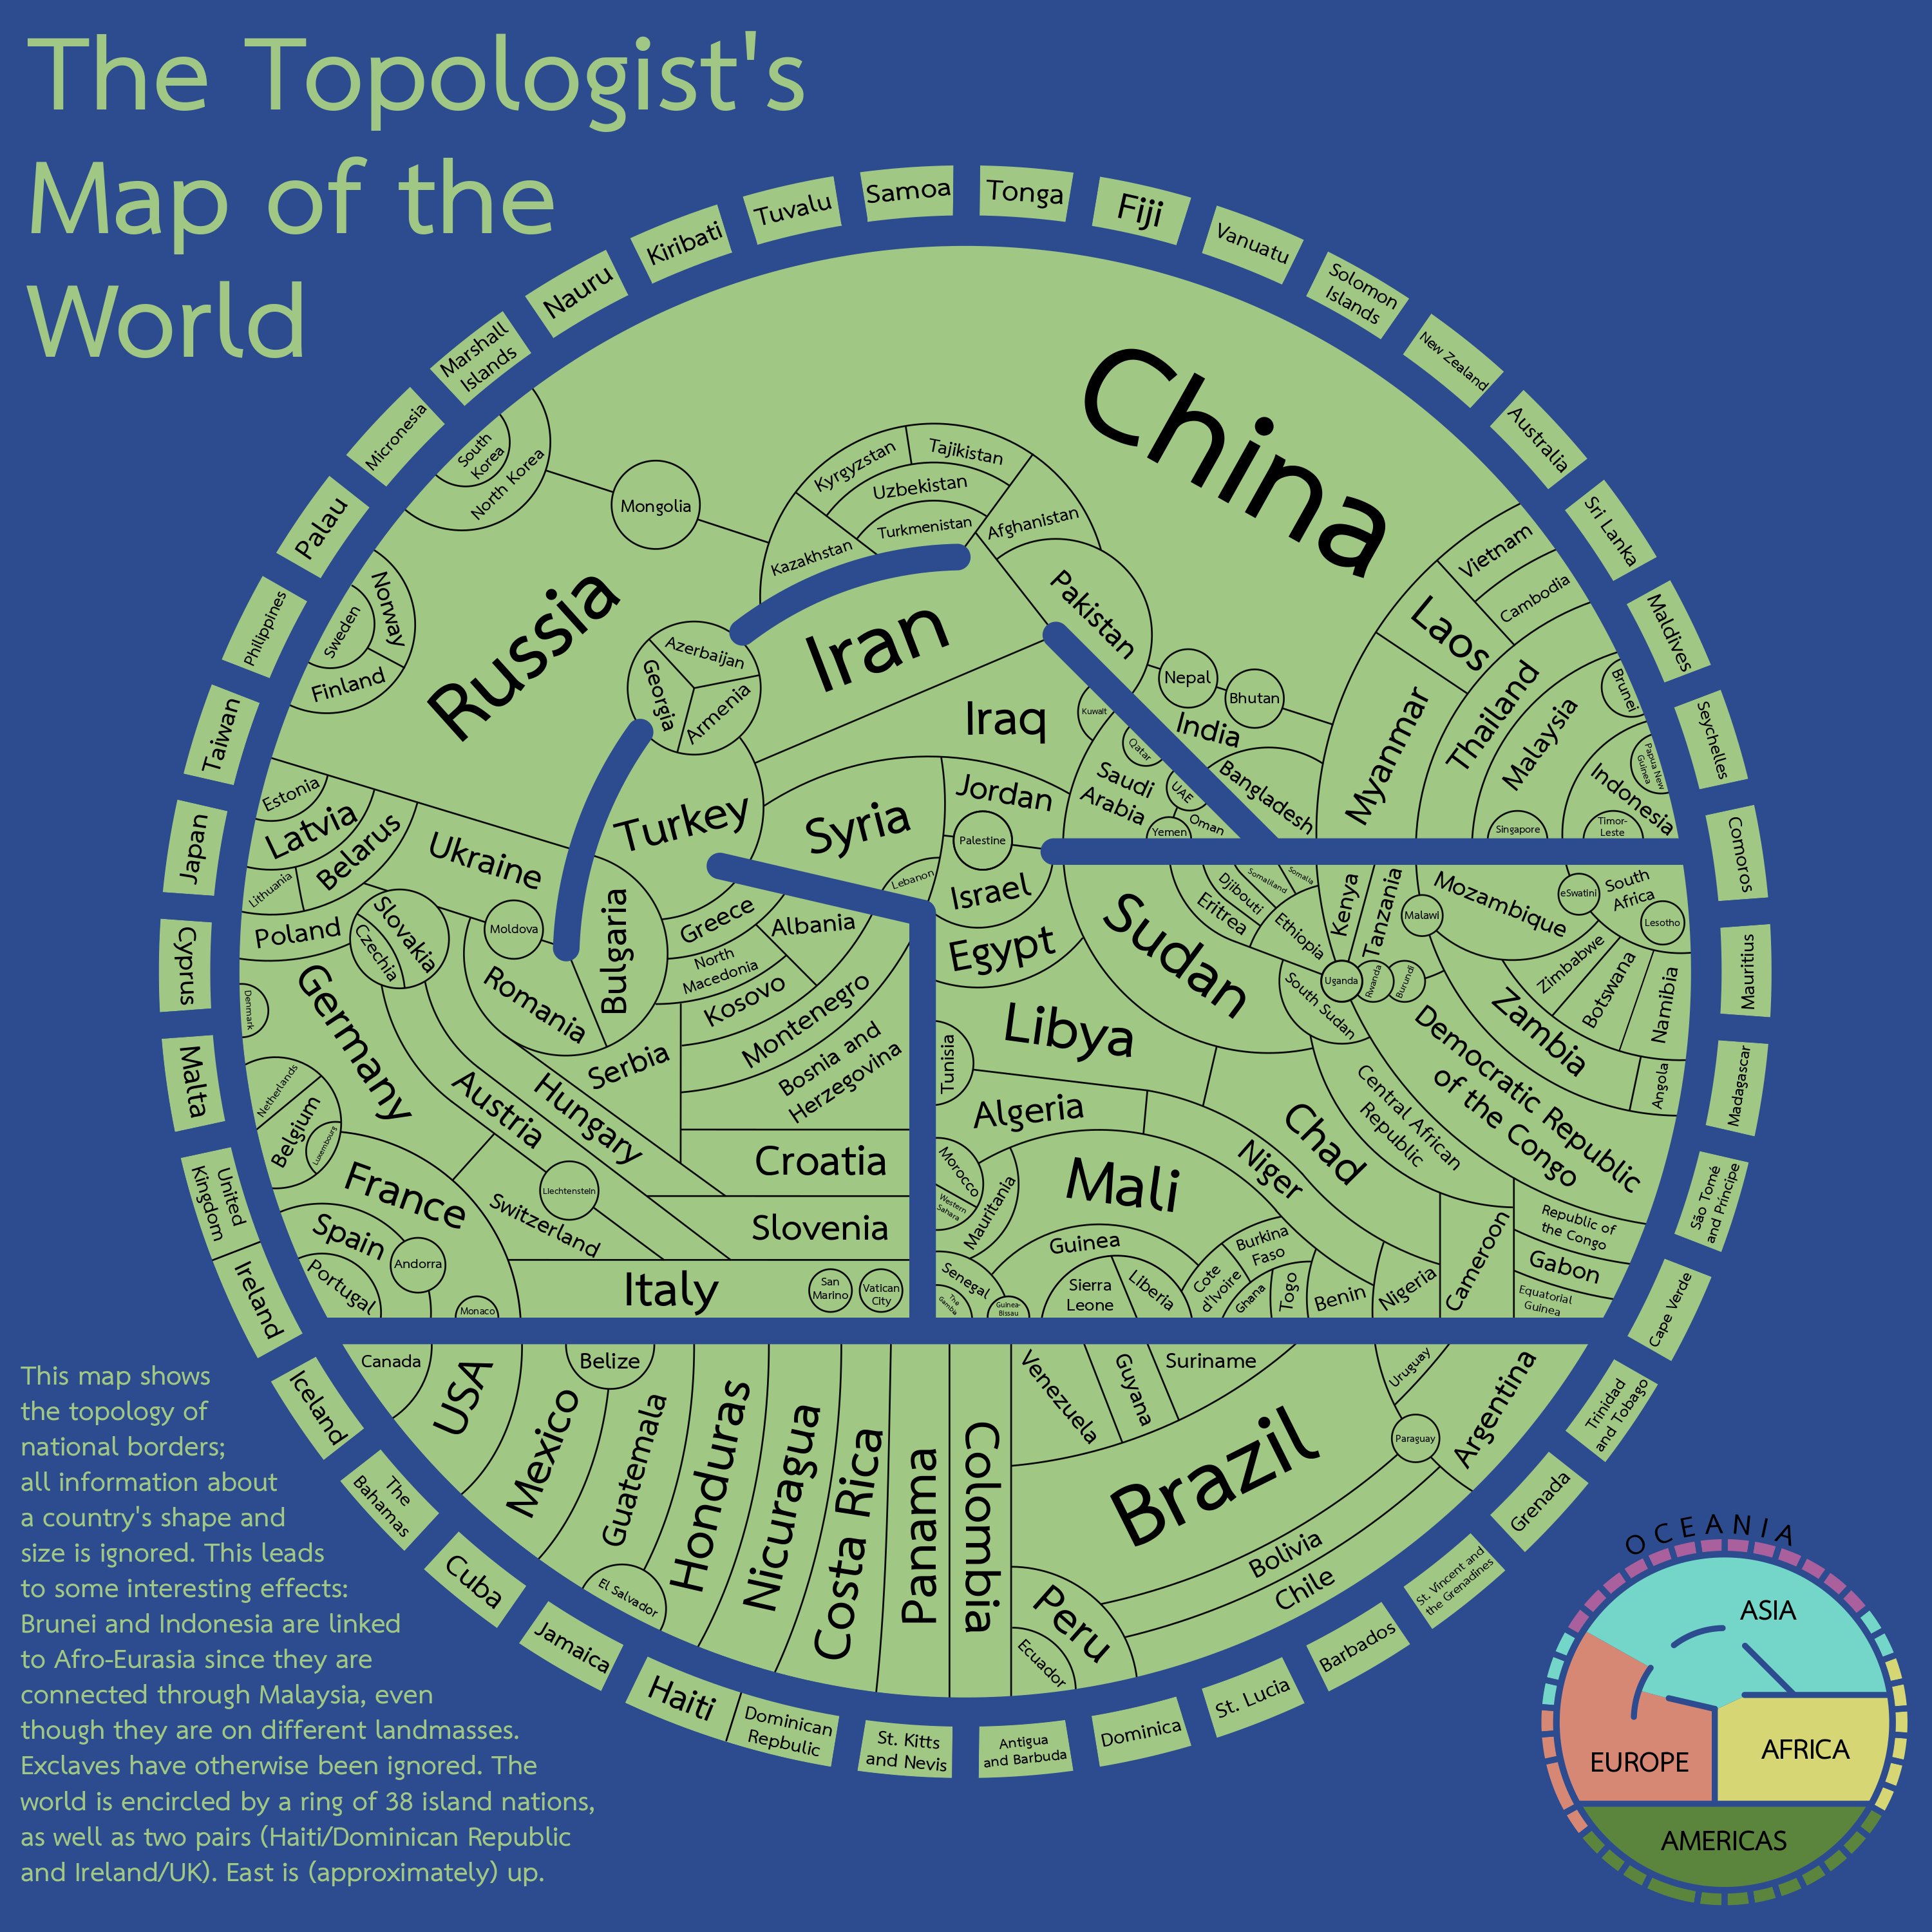 The Topologist's
Map of the
World
Samoa
Tonga
Fiji
Vanuatu
Solomon
Islands
New Zealand
Australia
Sri Lanka
Maldives
Seychelles
Comoros
Mauritius
Madagascar
São Tomé
and Príncipe
Cape Verde
Trinidad
and Tobago
Grenada
St. Vincent and
the Grenadines
Barbados
St. Lucia
Dominica
Antigua
and Barbuda
St. Kitts
and Nevis
Dominican
Repbulic
Haiti
Jamaica
Cuba
The
Bahamas
Iceland
Ireland
United
Kingdom
Malta
Cyprus
Japan
Taiwan
Philippines
Palau
Micronesia
Marshall
Islands
Nauru
Kiribati
Tuvalu
China
South
Korea
North Korea
Mongolia
Kyrgyzstan
Tajikistan
Uzbekistan
Turkmenistan
Kazakhstan
Afghanistan
Pakistan
Norway
Sweden
Finland
Russia
Iran
Azerbaijan
Georgia
Armenia
Vietnam
Cambodia
Laos
Thailand
Myanmar
Malaysia
Brunei
Indonesia
Papua New
Guinea
Singapore
Timor-
Leste
Nepal
Bhutan
India
Bangladesh
Iraq
Kuwait
Qatar
UAE
Saudi
Arabia
Yemen
Oman
Turkey
Syria
Jordan
Palestine
Lebanon
Israel
Egypt
Estonia
Latvia
Lithuania
Belarus
Ukraine
Poland
Slovakia
Czechia
Moldova
Romania
Bulgaria
Greece
Albania
North
Macedonia
Kosovo
Montenegro
Bosnia and
Herzegovina
Serbia
Croatia
Hungary
Slovenia
Austria
Germany
Denmark
Netherlands
Belgium
Luxembourg
France
Switzerland
Liechtenstein
Spain
Andorra
Portugal
Monaco
Italy
San
Marino
Vatican
City
Sudan
Djibouti
Somaliland
Somalia
Eritrea
Ethiopia
Kenya
Tanzania
Malawi
Mozambique
eSwatini
South
Africa
Lesotho
Zimbabwe
Botswana
Namibia
Zambia
Angola
Uganda
Rwanda
Burundi
South Sudan
Democratic Republic
of the Congo
Central African
Republic
Libya
Tunisia
Algeria
Chad
Niger
Mali
Morocco
Western
Sahara
Mauritania
Senegal
The
Gambia
Guinea-
Bissau
Guinea
Sierra
Leone
Liberia
Cote
d'Ivoire
Burkina
Faso
Ghana
Togo
Benin
Nigeria
Cameroon
Republic of
the Congo
Gabon
Equatorial
Guinea
Canada
USA
Mexico
Belize
Guatemala
El Salvador
Honduras
Nicuragua
Costa Rica
Panama
Colombia
Venezuela
Guyana
Suriname
Brazil
Uruguay
Paraguay
Argentina
Bolivia
Chile
Peru
Ecuador
This map shows
the topology of
national borders;
all information about
a country's shape and
size is ignored. This leads
to some interesting effects:
Brunei and Indonesia are linked
to Afro-Eurasia since they are
connected through Malaysia, even
though they are on different landmasses.
Exclaves have otherwise been ignored. The
world is encircled by a ring of 38 island nations,
as well as two pairs (Haiti/Dominican Republic
and Ireland/UK). East is (approximately) up.
OCEANIA
ASIA
EUROPE
AFRICA
AMERICAS